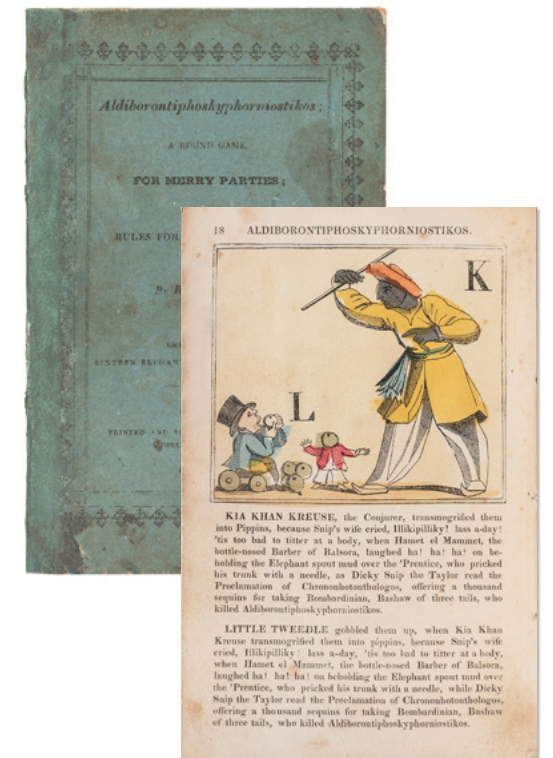 Aldiborontiphoskyphorniostikos;
A ROUND GAME,
FOR MERRY PARTIES;
RULES FOR
SIXTEEN ELEGAN
PRINTED
18 ALDIBORONTIPHOSKYPHORNIOSTIKOS.
K
L
KIA KHAN KREUSE, the Conjurer, transmogrified them
into Pippins, because Snip's wife cried, Illikipilliky! lass a-day!
'tis too bad to titter at a body, when Hamet el Mammet, the
bottle-nosed Barber of Balsora, laughed ha! ha! ha! on be-
holding the Elephant spout mud over the 'Prentice, who pricked
his trunk with a needle, as Dicky Snip the Taylor read the
Proclamation of Chrononhotonthologos, offering a thousand
sequins for taking Bombardinian, Bashaw of three tails, who
killed Aldiborontiphoskyphorniostikos.
LITTLE TWEEDLE gobbled them up, when Kia Khan
Kreuse transmogrified them into pippins, because Snip's wife
cried, Illikipilliky! lass a-day, 'tis too bad to titter at a body,
when Hamet el Mammet, the bottle-nosed Barber of Balsora,
laughed ha! ha! ha! on beholding the Elephant spout mud over
the 'Prentice, who pricked his trunk with a needle, while Dicky
Snip the Taylor read the Proclamation of Chrononhotonthologos,
offering a thousand sequins for taking Bombardinian, Bashaw
of three tails, who killed Aldiborontiphoskyphorniostikos.